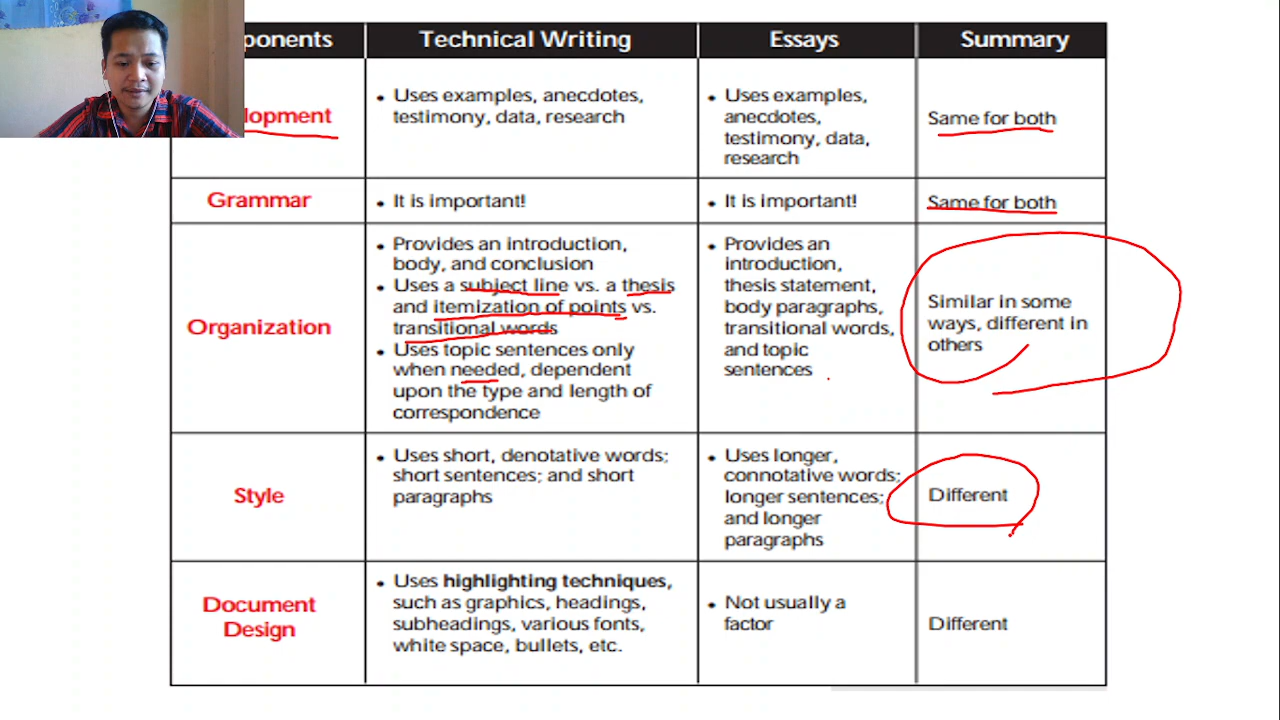 ponents Technical Writing Essays Summary
lopment
• Uses examples, anecdotes,
testimony, data, research
• Uses examples,
anecdotes,
testimony, data,
research
Same for both
Grammar
• It is important!
• It is important!
Same for both
Organization
• Provides an introduction,
body, and conclusion
• Uses a subject line vs. a thesis
and itemization of points vs.
transitional words
• Uses topic sentences only
when needed, dependent
upon the type and length of
correspondence
• Provides an
introduction,
thesis statement,
body paragraphs,
transitional words,
and topic
sentences
Similar in some
ways, different in
others
Style
• Uses short, denotative words;
short sentences; and short
paragraphs
• Uses longer,
connotative words;
longer sentences;
and longer
paragraphs
Different
Document
Design
• Uses highlighting techniques,
such as graphics, headings,
subheadings, various fonts,
white space, bullets, etc.
• Not usually a
factor
Different